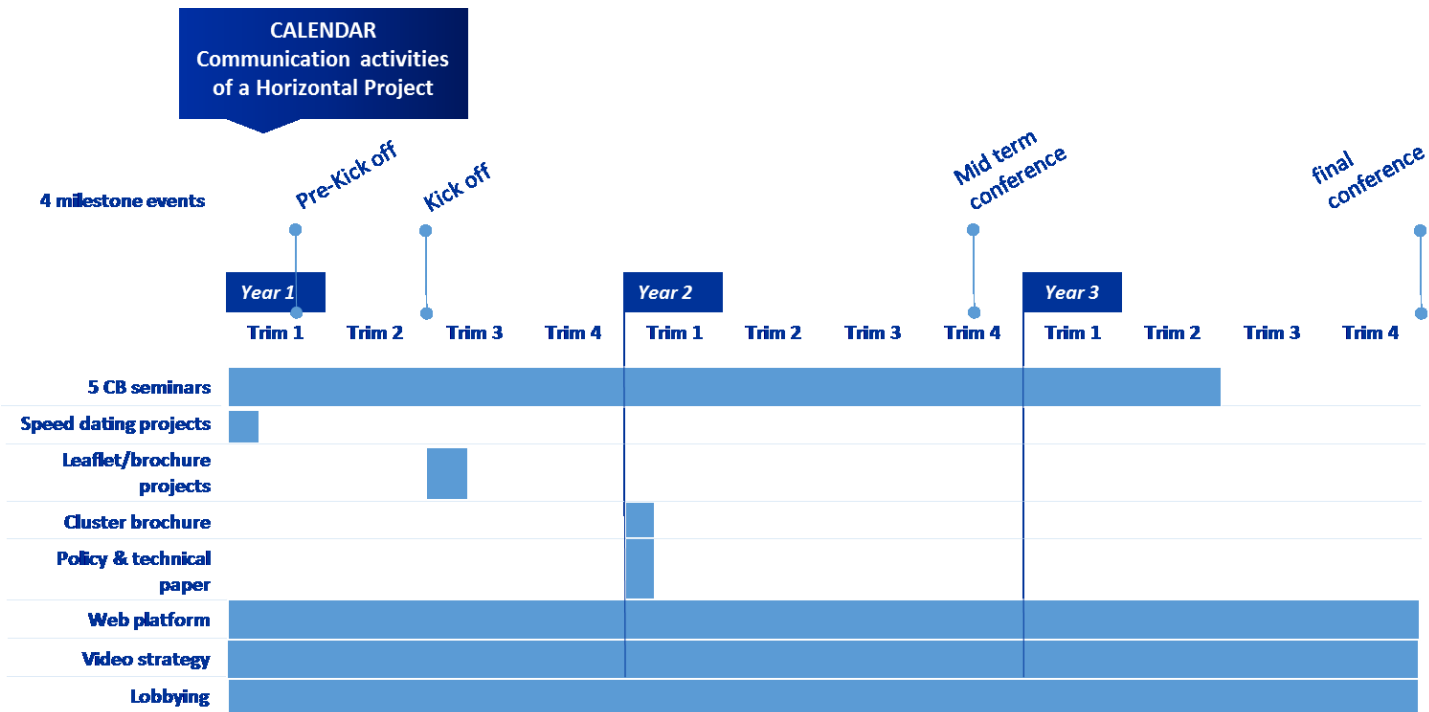 CALENDAR
Communication activities
of a Horizontal Project
4 milestone events
Pre-Kick off
Kick off
Mid term
conference
final
conference
Year 1
Year 2
Year 3
Trim 1 Trim 2 Trim 3 Trim 4 Trim 1 Trim 2 Trim 3 Trim 4 Trim 1 Trim 2 Trim 3 Trim 4
5 CB seminars
Speed dating projects
Leaflet/brochure
projects
Cluster brochure
Policy & technical
paper
Web platform
Video strategy
Lobbying